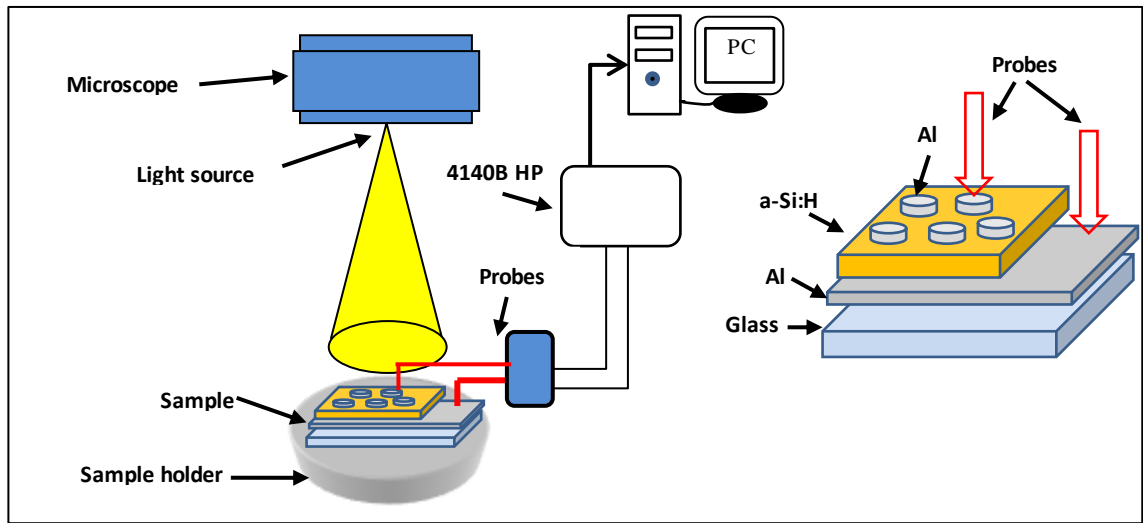 PC
Microscope
Probes
Al
Light source
4140B HP
a-Si:H
Probes
Al
Glass
Sample
Sample holder